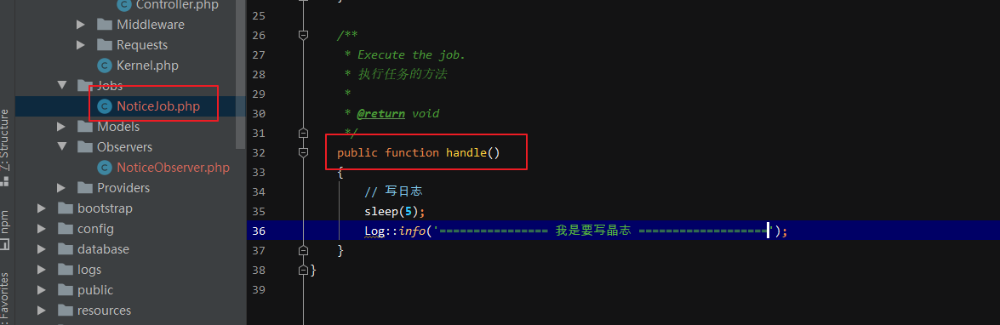 Controller.php
Middleware
Requests
Kernel.php
Jobs
NoticeJob.php
Models
Observers
NoticeObserver.php
Providers
bootstrap
config
database
logs
public
resources
7: Structure
npm
: Favorites
25
26 /**
27 * Execute the job.
28 * 执行任务的方法
29 *
30 * @return void
31 */
32 public function handle()
33 {
34 // 写日志
35 sleep(5);
36 Log::info('================ 我是要写晶志 ===================');
37 }
38 }
39